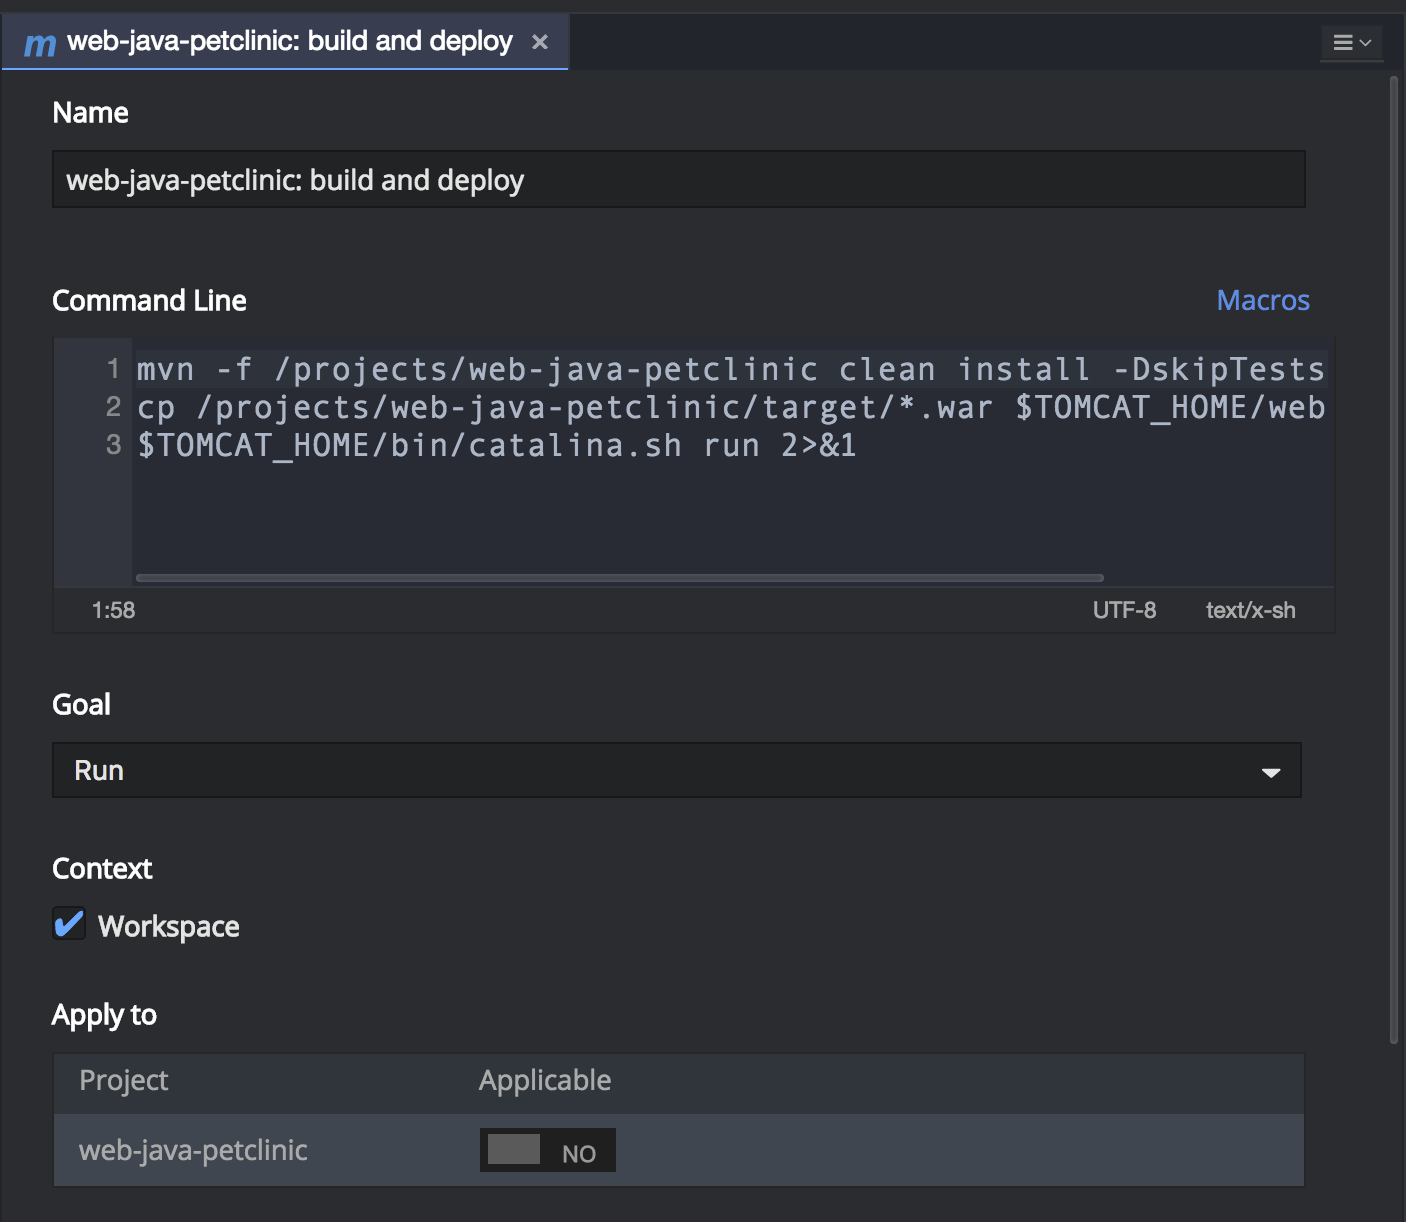 m web-java-petclinic: build and deploy ×
Name
web-java-petclinic: build and deploy
Command Line Macros
1 mvn -f /projects/web-java-petclinic clean install -DskipTests
2 cp /projects/web-java-petclinic/target/*.war $TOMCAT_HOME/web
3 $TOMCAT_HOME/bin/catalina.sh run 2>&1
1:58 UTF-8 text/x-sh
Goal
Run
Context
Workspace
Apply to
Project Applicable
web-java-petclinic NO